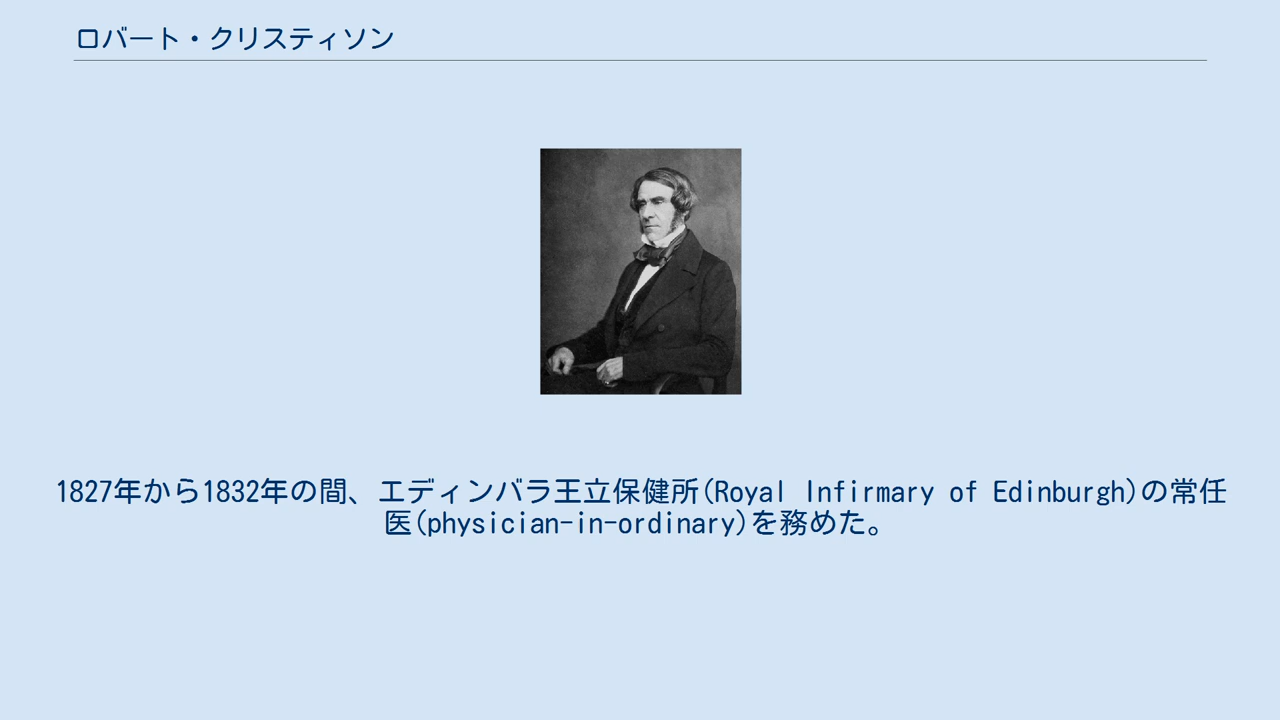 ロバート・クリスティソン
1827年から1832年の間、エディンバラ王立保健所(Royal Infirmary of Edinburgh)の常任
医(physician-in-ordinary)を務めた。